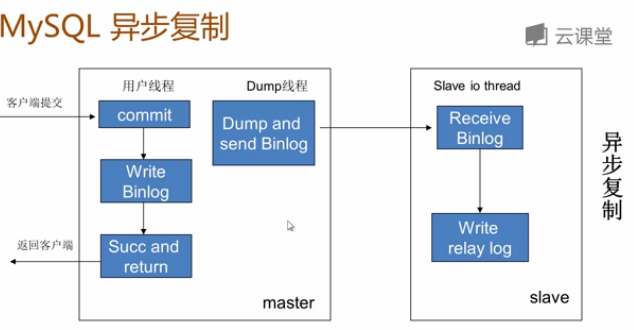 MySQL 异步复制
云课堂
用户线程
Dump线程
Slave io thread
客户端提交
commit
Dump and
send Binlog
Receive
Binlog
Write
Binlog
异步复制
返回客户端
Succ and
return
Write
relay log
master
slave